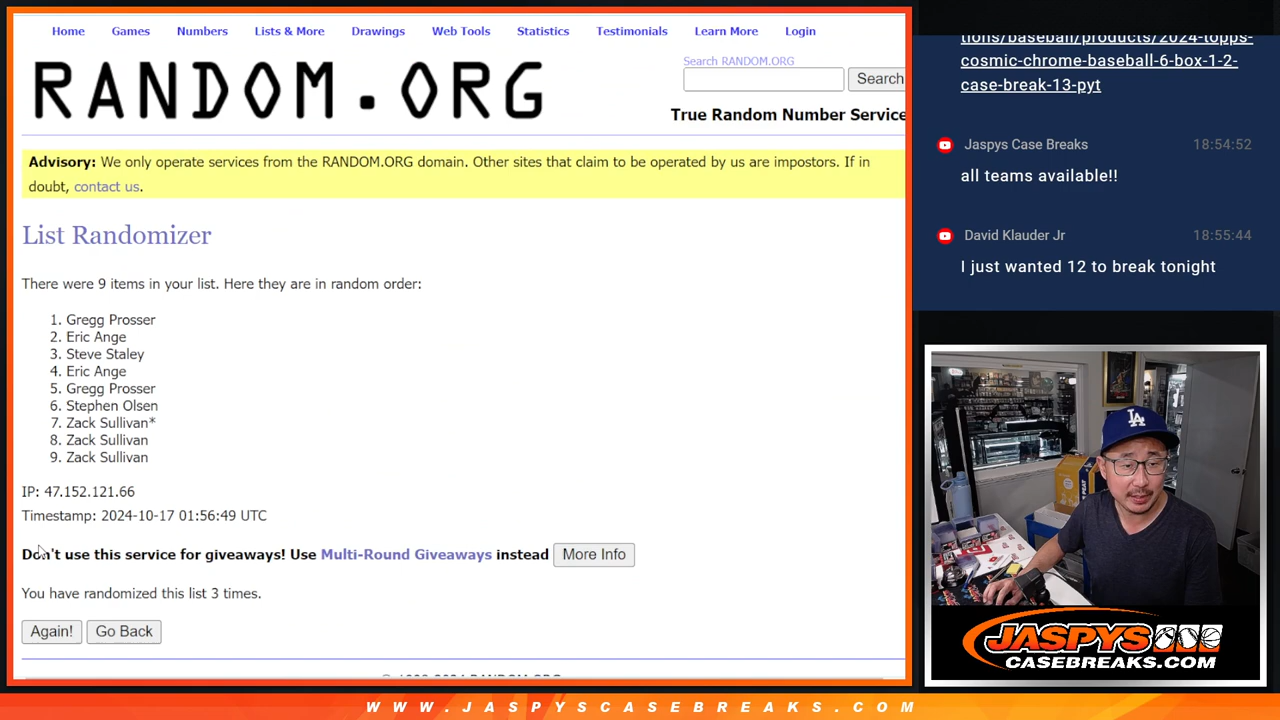 Home Games Numbers Lists & More Drawings Web Tools Statistics Testimonials Learn More Login
RANDOM.ORG
Search RANDOM.ORG
Search
True Random Number Service
Advisory: We only operate services from the RANDOM.ORG domain. Other sites that claim to be operated by us are impostors. If in
doubt, contact us.
List Randomizer
There were 9 items in your list. Here they are in random order:
1. Gregg Prosser
2. Eric Ange
3. Steve Staley
4. Eric Ange
5. Gregg Prosser
6. Stephen Olsen
7. Zack Sullivan*
8. Zack Sullivan
9. Zack Sullivan
IP: 47.152.121.66
Timestamp: 2024-10-17 01:56:49 UTC
Don't use this service for giveaways! Use Multi-Round Giveaways instead More Info
You have randomized this list 3 times.
Again! Go Back
tions/baseball/products/2024-topps-
cosmic-chrome-baseball-6-box-1-2-
case-break-13-pyt
Jaspys Case Breaks 18:54:52
all teams available!!
David Klauder Jr 18:55:44
I just wanted 12 to break tonight
LA
JASPYS
CASEBREAKS.COM
WWW.JASPYSCASEBREAKS.COM